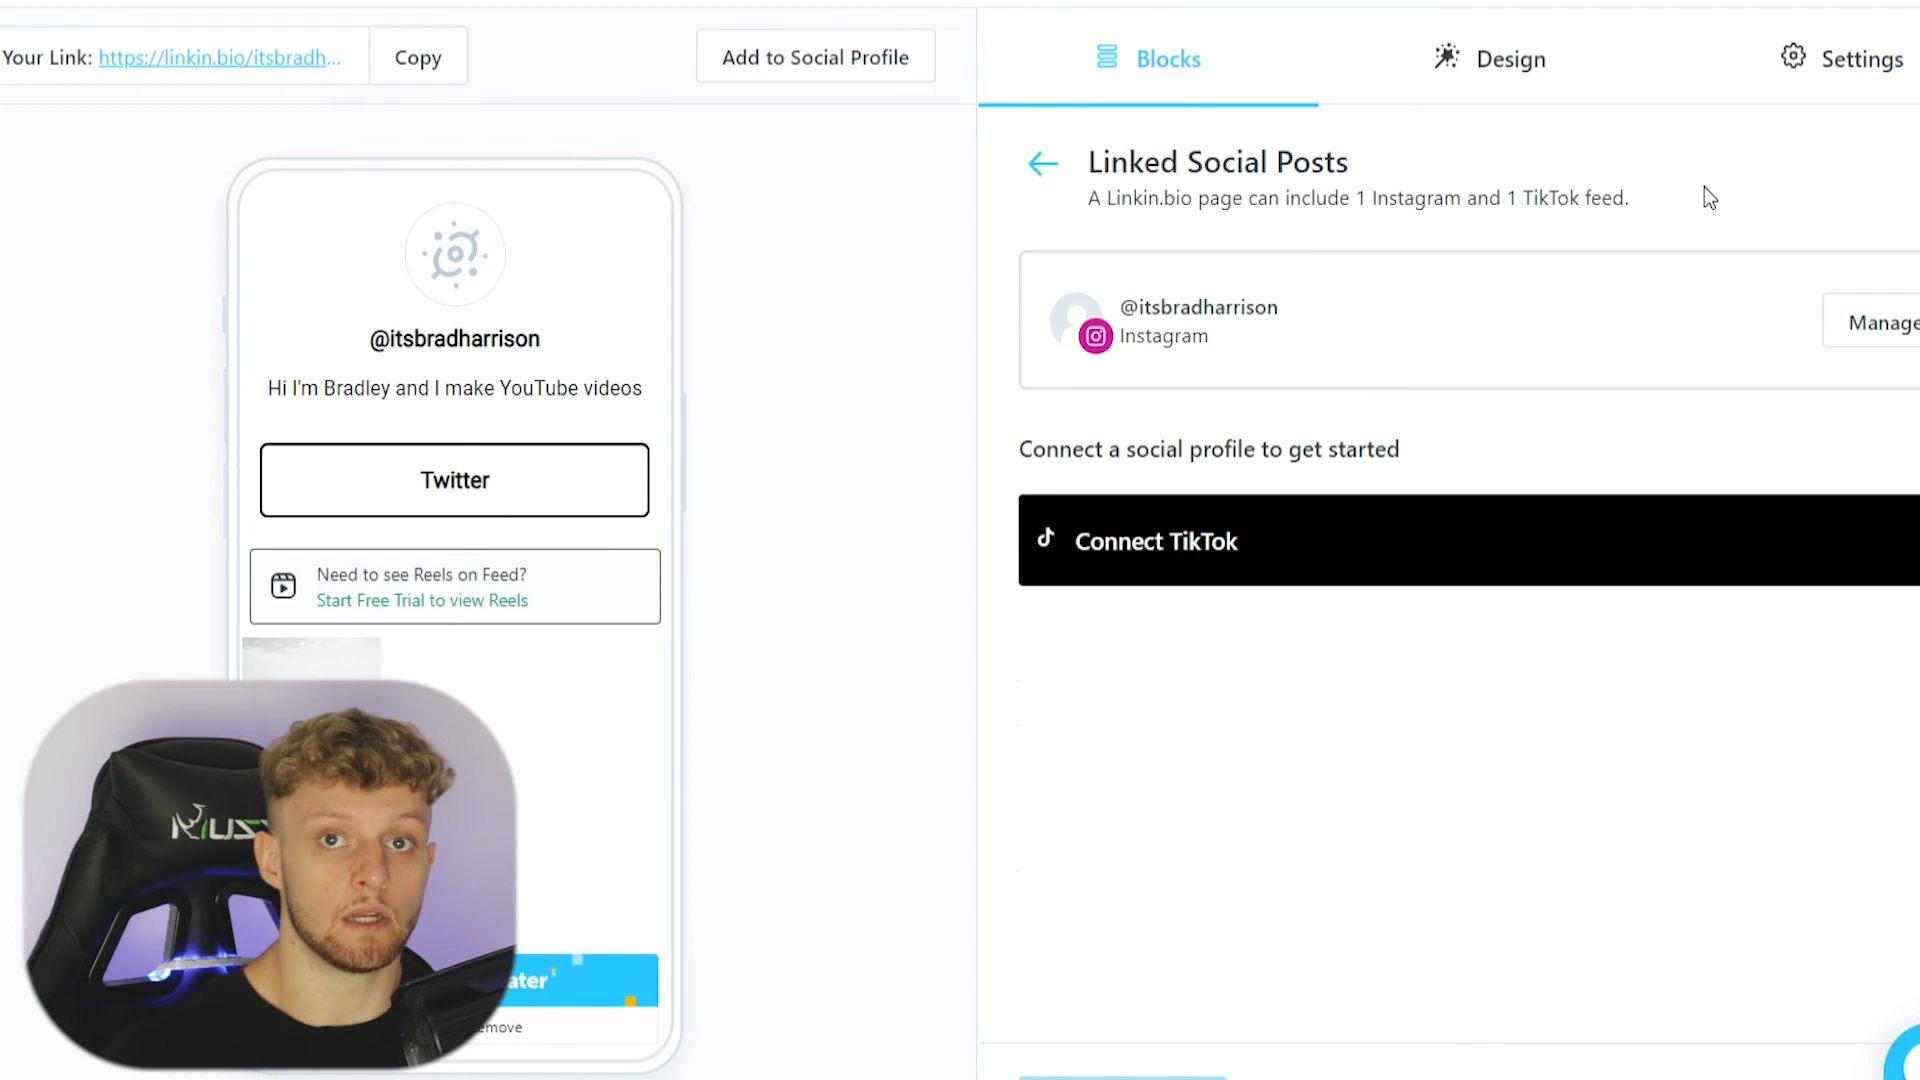 Your Link: https://linkin.bio/itsbradh...
Copy
Add to Social Profile
Blocks
Design
Settings
Linked Social Posts
A Linkin.bio page can include 1 Instagram and 1 TikTok feed.
@itsbradharrison
Instagram
Manage
Connect a social profile to get started
Connect TikTok
@itsbradharrison
Hi I'm Bradley and I make YouTube videos
Twitter
Need to see Reels on Feed?
Start Free Trial to view Reels
ater
emove